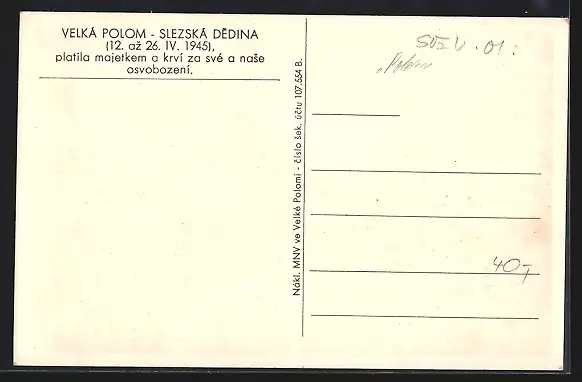 VELKÁ POLOM - SLEZSKÁ DĚDINA
(12. až 26. IV. 1945),
platila majetkem a krví za své a naše
osvobození.
Nákl. MNV ve Velké Polomi - číslo šek. účtu 107.554 B.
Polom
40,-